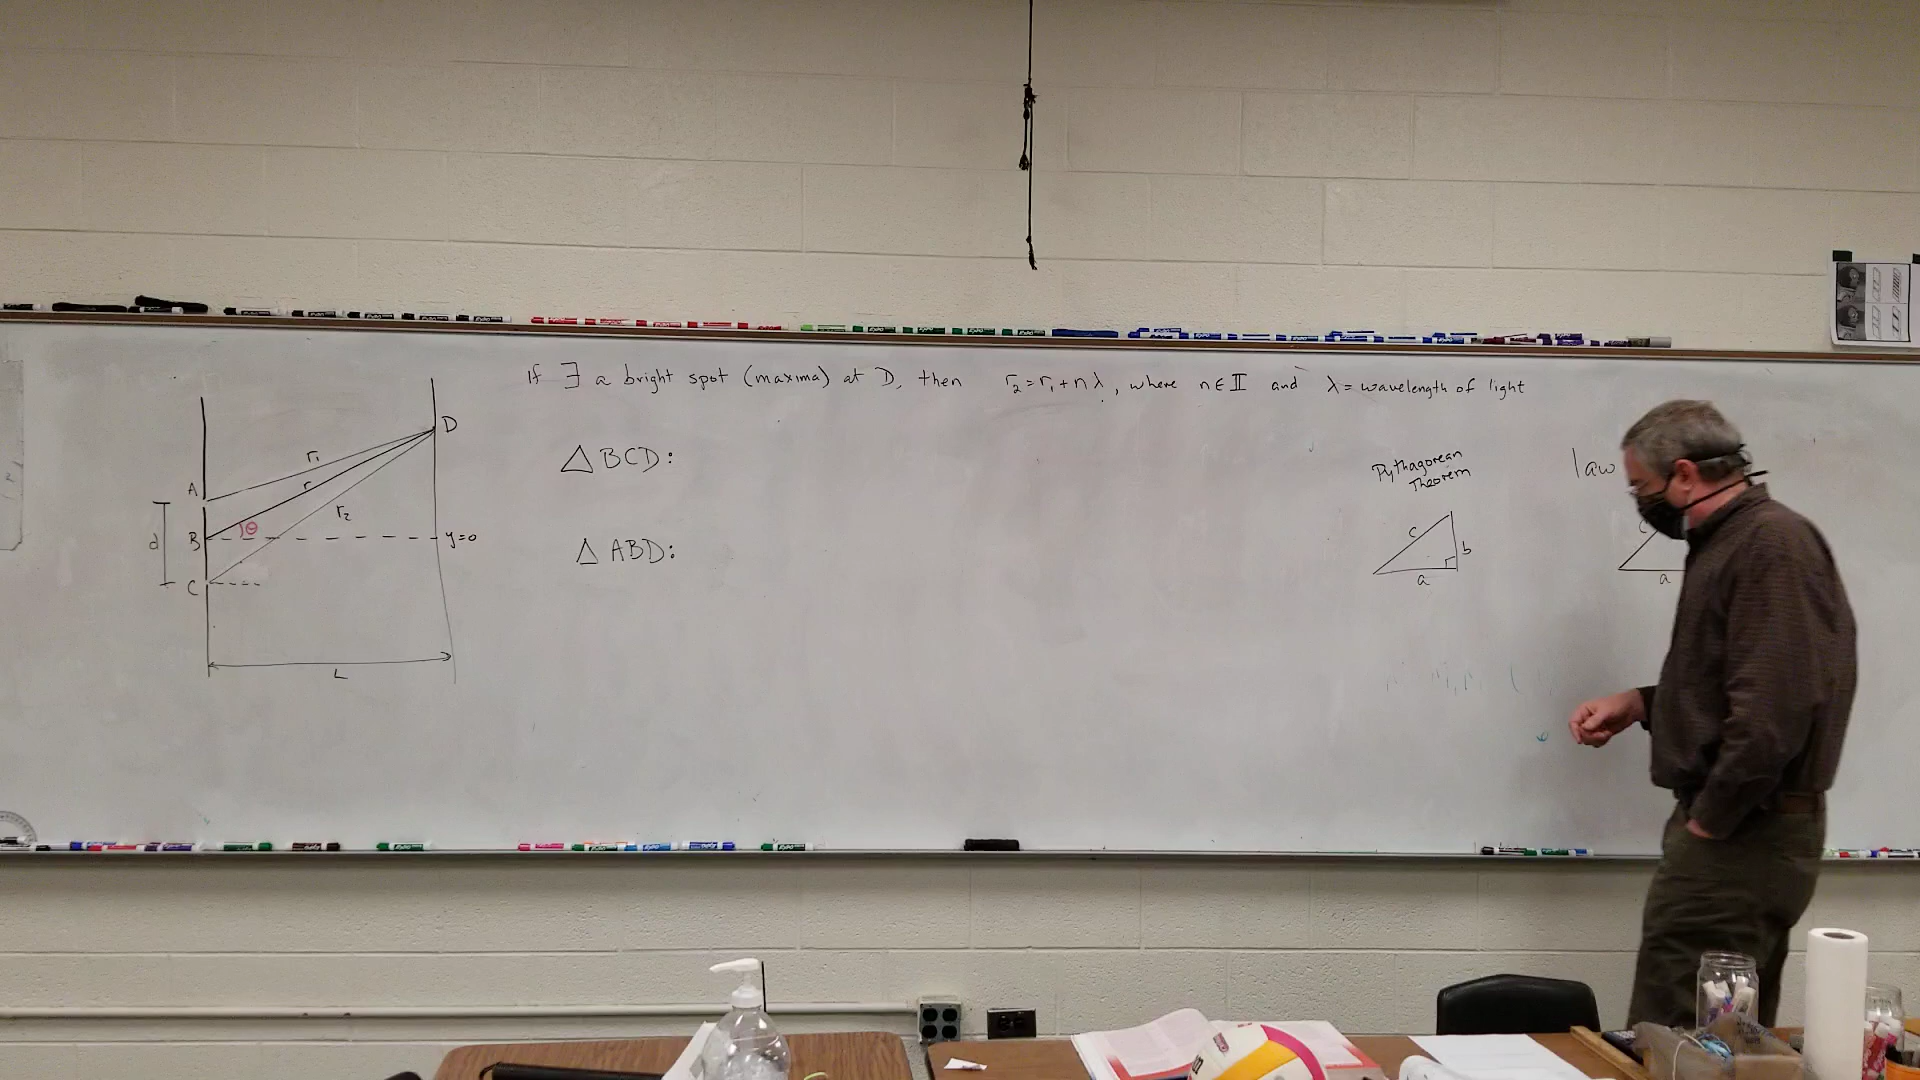 If ∃ a bright spot (maxima) at D, then r₂ = r₁ + nλ, where n ∈ II and λ = wavelength of light
D
r₁
△BCD:
Pythagorean
Theorem
law
A
r
r₂
d
B
θ
y=0
△ABD:
c
b
a
c
a
C
L